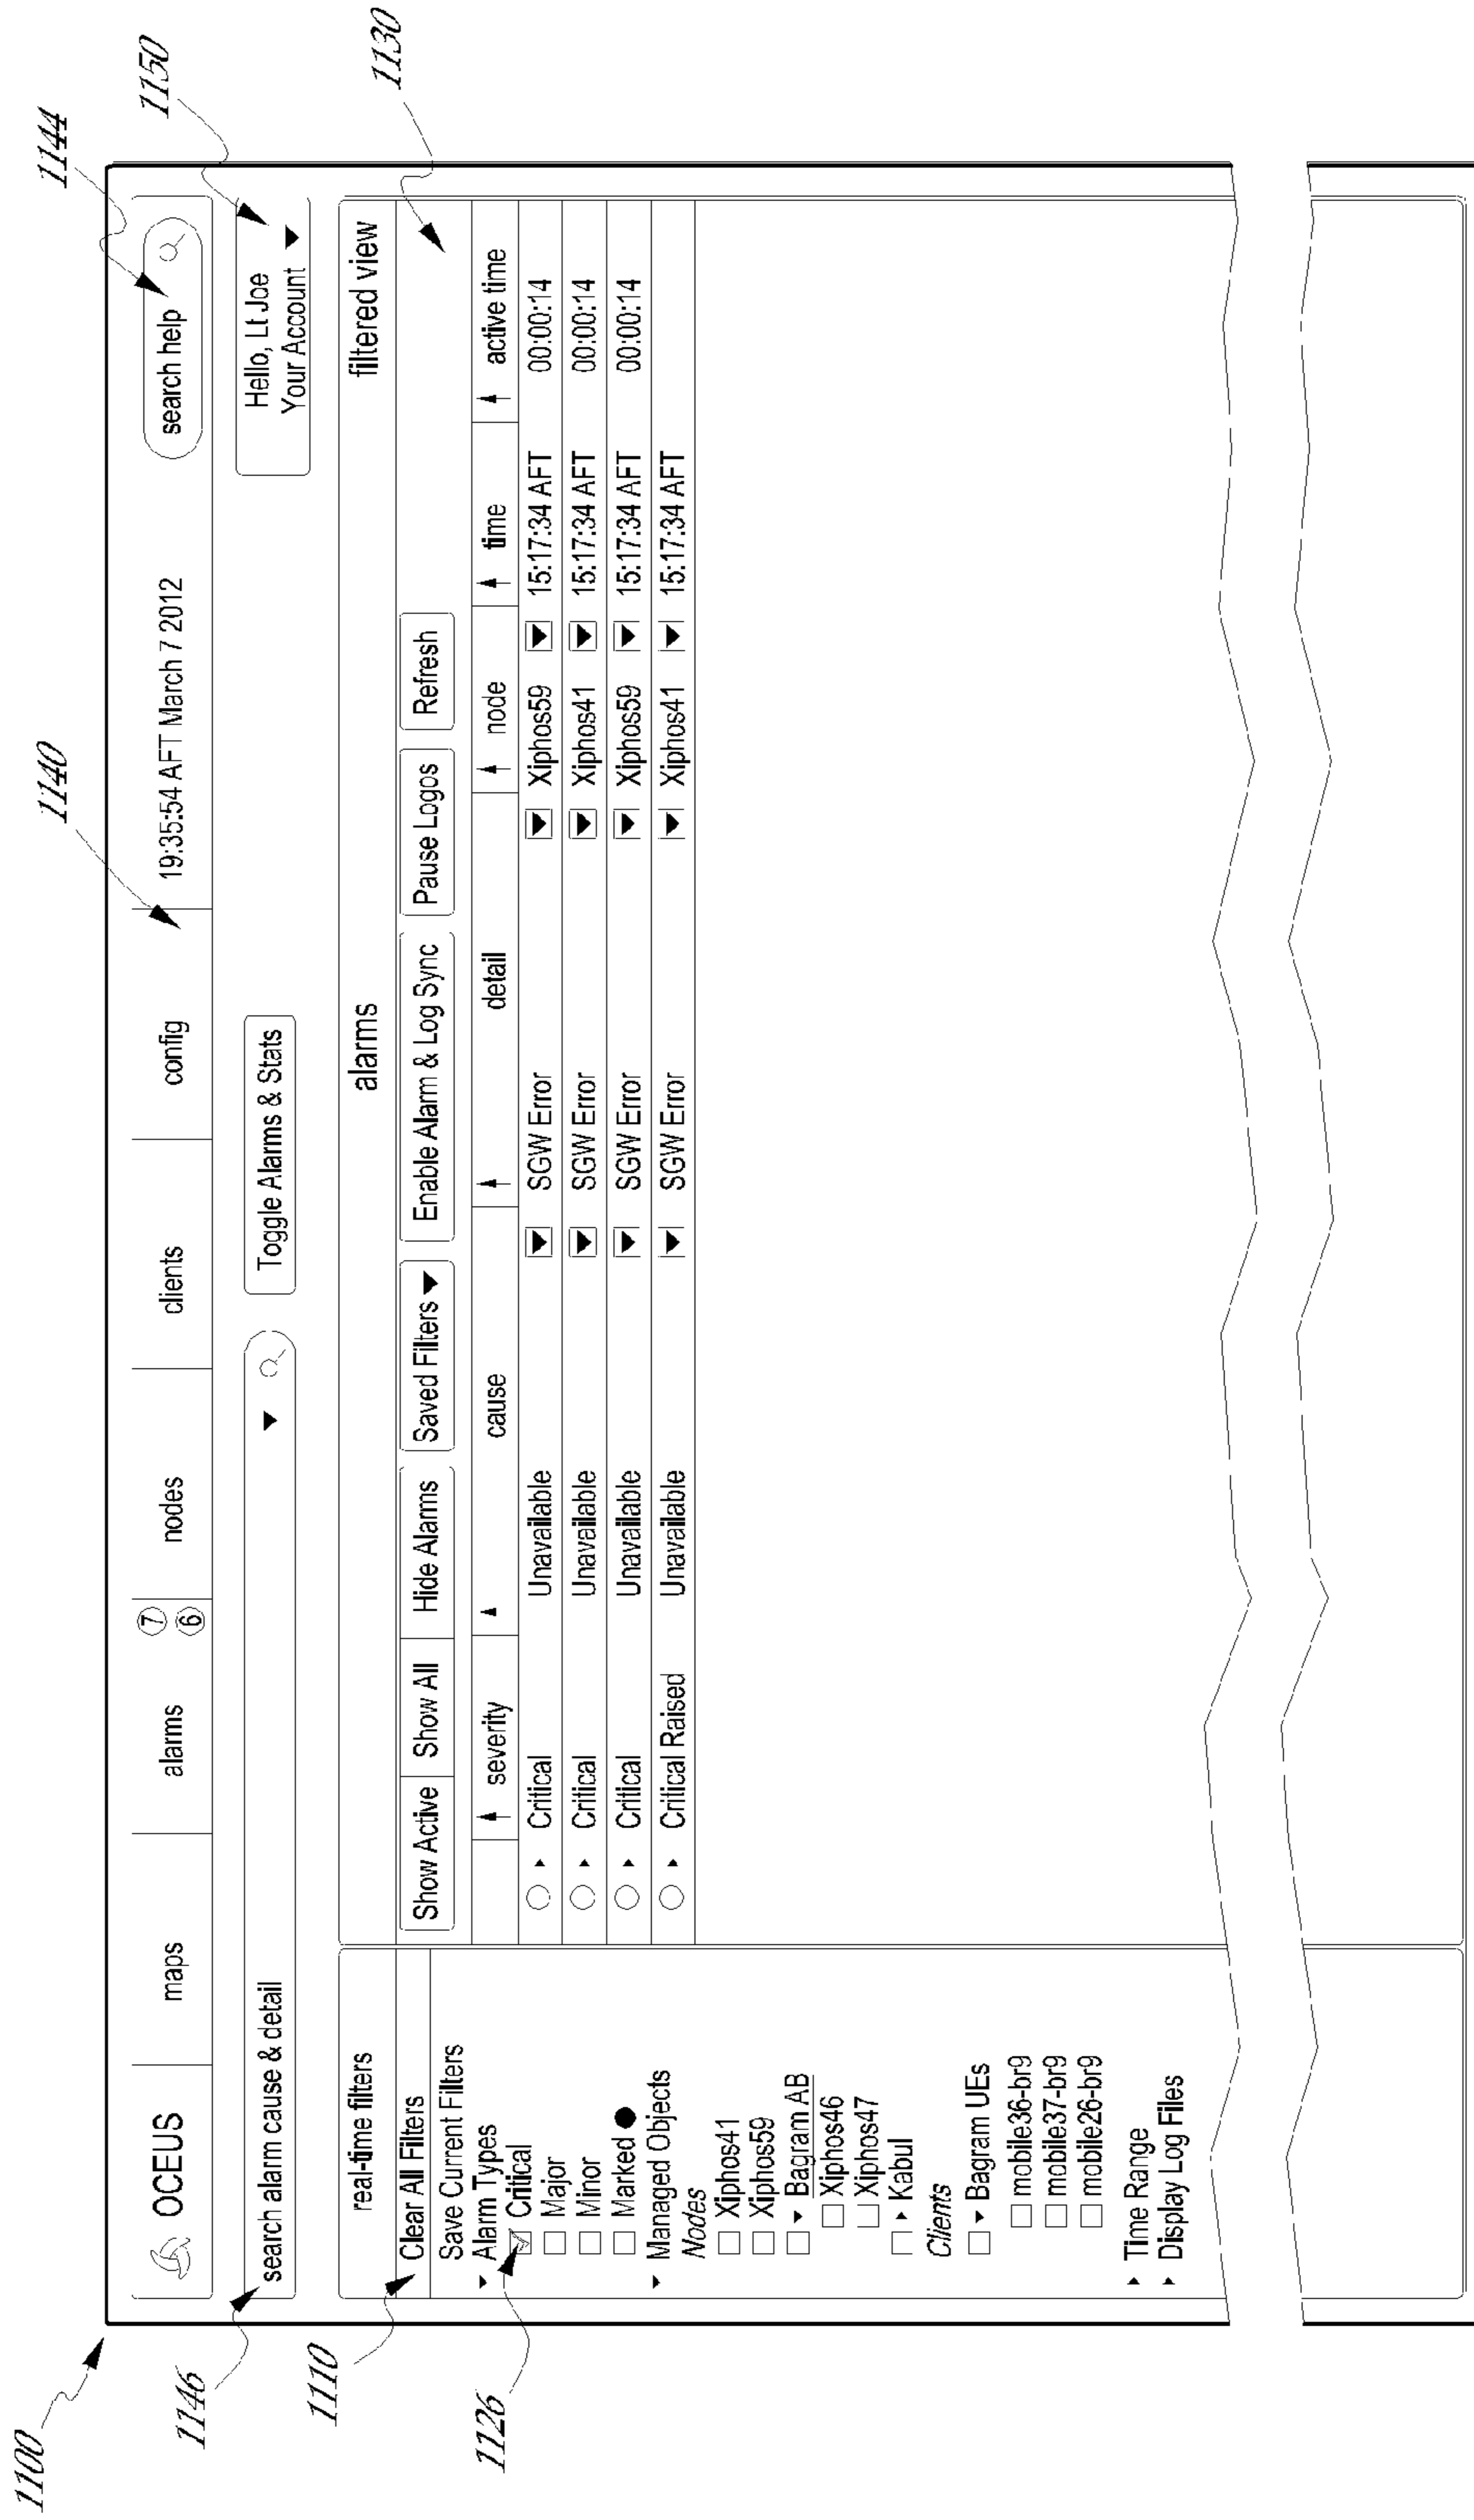 1100
1144
1150
1140
1130
1146
1110
1126
OCEUS
maps
alarms
7
6
nodes
clients
config
19:35:54 AFT March 7 2012
search help
search alarm cause & detail
Toggle Alarms & Stats
Hello, Lt Joe
Your Account
real-time filters
Clear All Filters
Save Current Filters
Alarm Types
Critical
Major
Minor
Marked
Managed Objects
Nodes
Xiphos41
Xiphos59
Bagram AB
Xiphos46
Xiphos47
Kabul
Clients
Bagram UEs
mobile36-br9
mobile37-br9
mobile26-br9
Time Range
Display Log Files
alarms filtered view
Show Active Show All Hide Alarms Saved Filters Enable Alarm & Log Sync Pause Logos Refresh
severity cause detail node time active time
Critical Unavailable SGW Error Xiphos59 15:17:34 AFT 00:00:14
Critical Unavailable SGW Error Xiphos41 15:17:34 AFT 00:00:14
Critical Unavailable SGW Error Xiphos59 15:17:34 AFT 00:00:14
Critical Raised Unavailable SGW Error Xiphos41 15:17:34 AFT